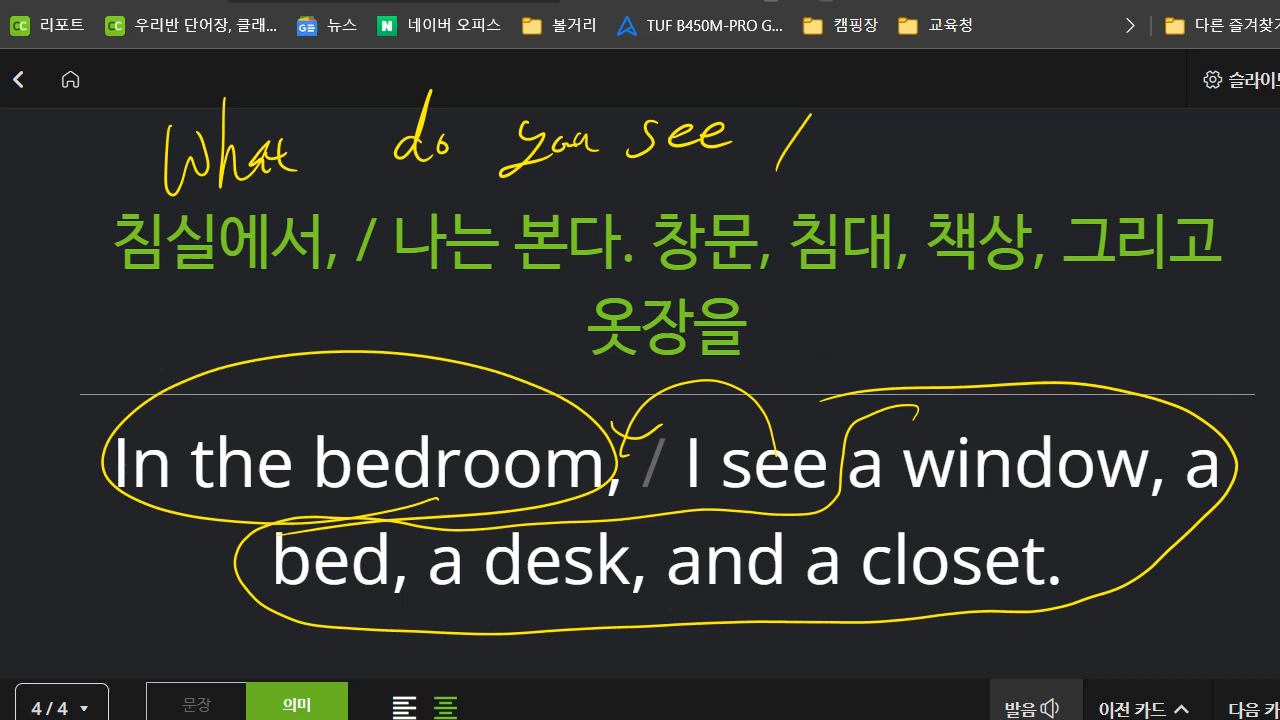 리포트 우리반 단어장, 클래... 뉴스 네이버 오피스 볼거리 TUF B450M-PRO G... 캠핑장 교육청 다른 즐겨찾기
슬라이드
What do you see /
침실에서, / 나는 본다. 창문, 침대, 책상, 그리고
옷장을
In the bedroom, / I see a window, a
bed, a desk, and a closet.
4 / 4 문장 의미 발음 이전 카드 다음 카